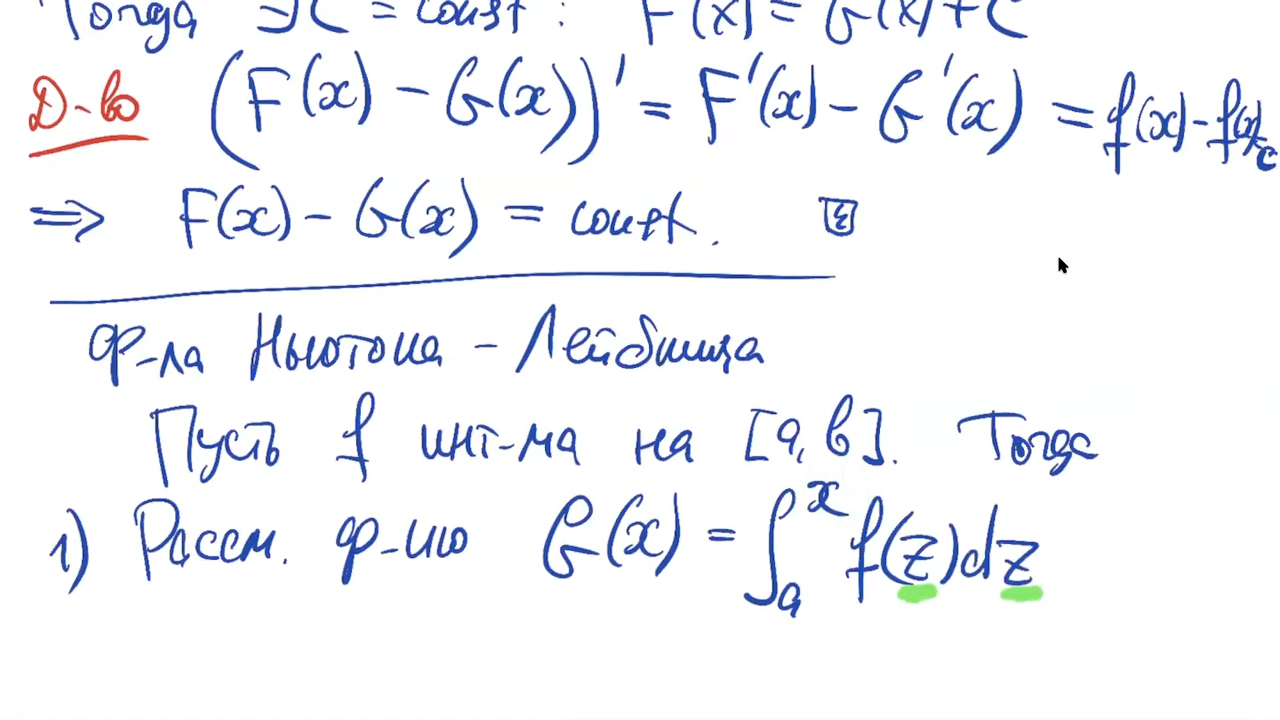 Тогда ∃C = const: F(x) = G(x)+C
Д-во (F(x) − G(x))' = F'(x) − G'(x) = f(x) − f(x)=c
⇒ F(x) − G(x) = const.
Ф-ла Ньютона - Лейбница
Пусть f инт-ма на [a,b]. Тогда
1) Рассм. ф-ию G(x) = ∫ₐˣ f(z)dz